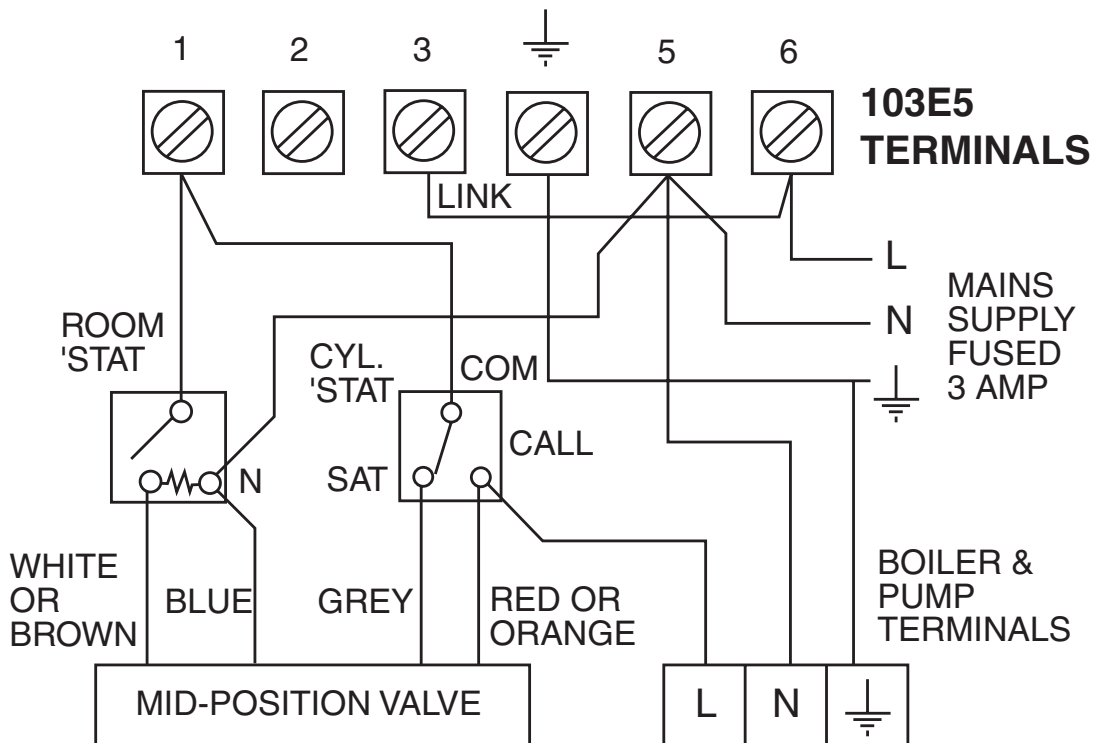 1 2 3 5 6
103E5
TERMINALS
LINK
L
N
MAINS
SUPPLY
FUSED
3 AMP
ROOM
'STAT
CYL.
'STAT
COM
CALL
SAT
N
WHITE
OR
BROWN
BLUE
GREY
RED OR
ORANGE
BOILER &
PUMP
TERMINALS
MID-POSITION VALVE
L N